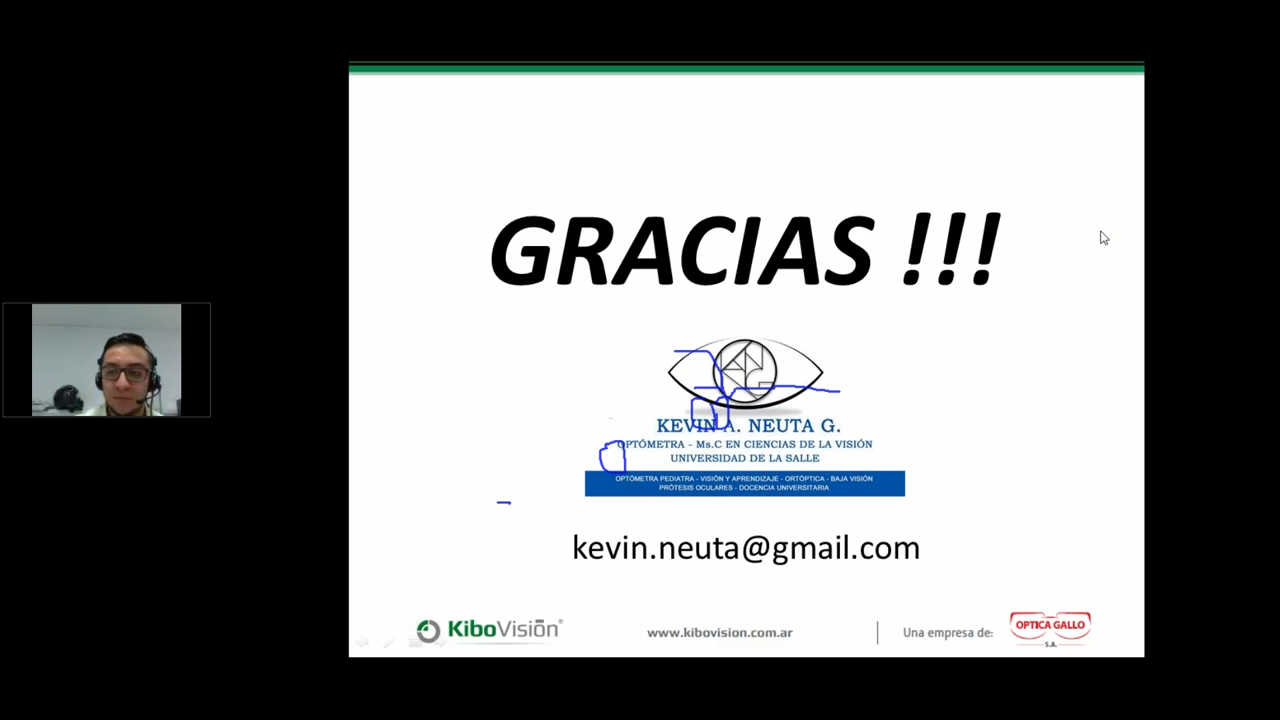 GRACIAS !!!
KEVIN A. NEUTA G.
OPTÓMETRA - Ms.C EN CIENCIAS DE LA VISIÓN
UNIVERSIDAD DE LA SALLE
OPTÓMETRA PEDIATRA - VISIÓN Y APRENDIZAJE - ORTÓPTICA - BAJA VISIÓN
PRÓTESIS OCULARES - DOCENCIA UNIVERSITARIA
kevin.neuta@gmail.com
KiboVisión® www.kibovision.com.ar Una empresa de: OPTICA GALLO
S.A.